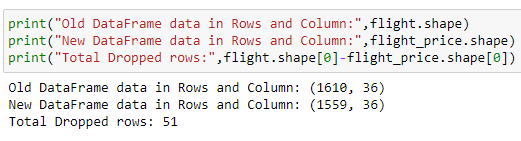 print("Old DataFrame data in Rows and Column:",flight.shape)
print("New DataFrame data in Rows and Column:",flight_price.shape)
print("Total Dropped rows:",flight.shape[0]-flight_price.shape[0])
Old DataFrame data in Rows and Column: (1610, 36)
New DataFrame data in Rows and Column: (1559, 36)
Total Dropped rows: 51